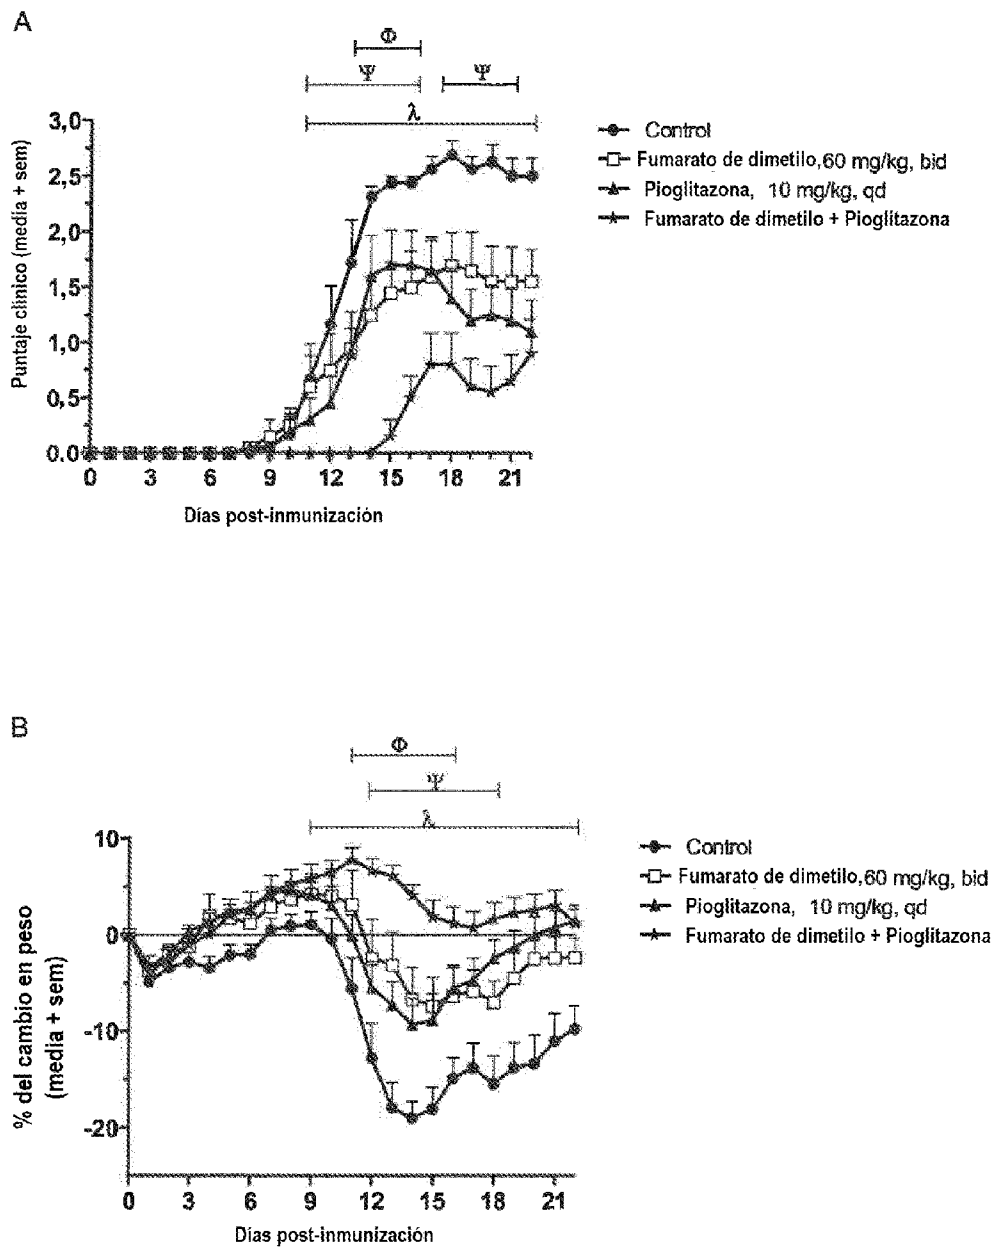 A
Φ
Ψ Ψ
λ
3,0
2,5
2,0
1,5
1,0
0,5
0.0
Puntaje clínico (media + sem)
0 3 6 9 12 15 18 21
Días post-inmunización
Control
Fumarato de dimetilo,60 mg/kg, bid
Pioglitazona, 10 mg/kg, qd
Fumarato de dimetilo + Pioglitazona
B
Φ
Ψ
λ
10
0
-10
-20
% del cambio en peso
(media + sem)
0 3 6 9 12 15 18 21
Días post-inmunización
Control
Fumarato de dimetilo,60 mg/kg, bid
Pioglitazona, 10 mg/kg, qd
Fumarato de dimetilo + Pioglitazona